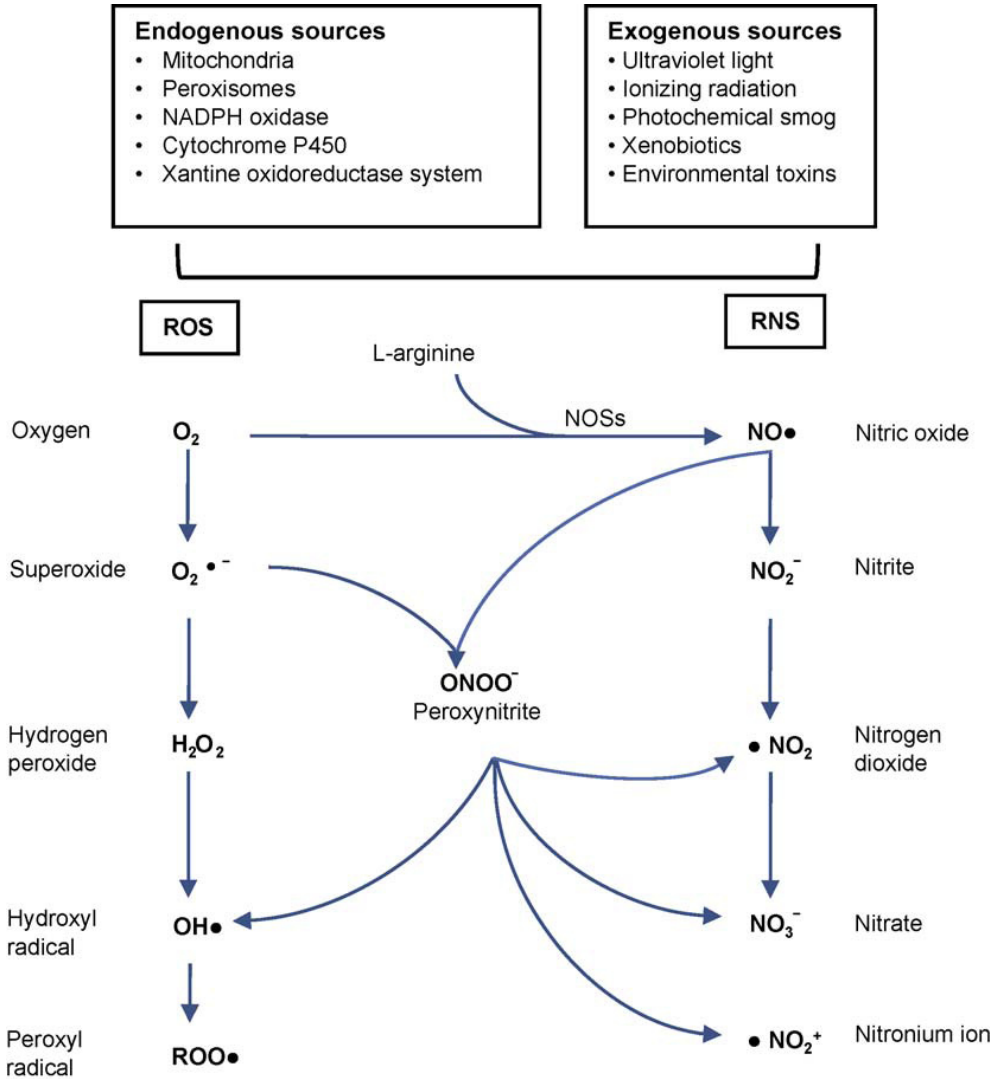 Endogenous sources
• Mitochondria
• Peroxisomes
• NADPH oxidase
• Cytochrome P450
• Xantine oxidoreductase system
Exogenous sources
• Ultraviolet light
• Ionizing radiation
• Photochemical smog
• Xenobiotics
• Environmental toxins
ROS
RNS
L-arginine
NOSs
Oxygen
O₂
NO●
Nitric oxide
Superoxide
O₂•⁻
NO₂⁻
Nitrite
ONOO⁻
Peroxynitrite
Hydrogen
peroxide
H₂O₂
● NO₂
Nitrogen
dioxide
Hydroxyl
radical
OH●
NO₃⁻
Nitrate
Peroxyl
radical
ROO●
● NO₂⁺
Nitronium ion